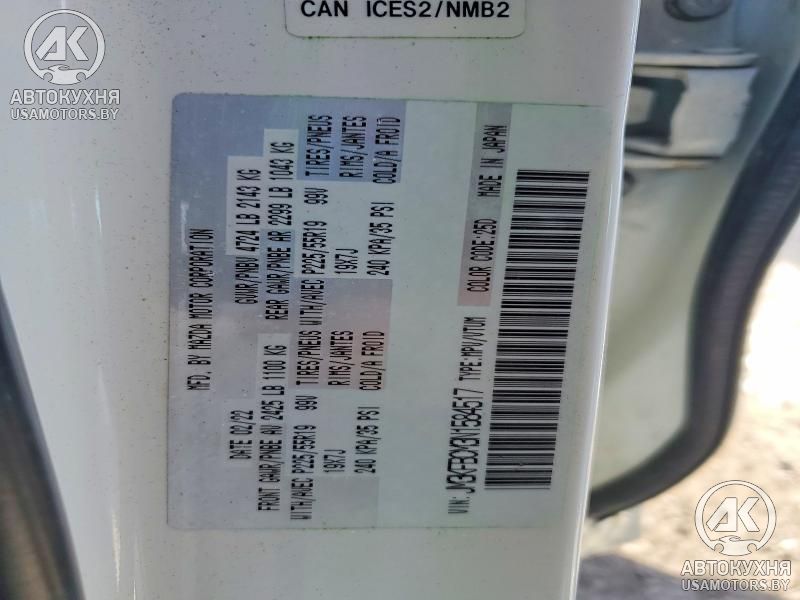 CAN ICES2/NMB2
MFD. BY MAZDA MOTOR CORPORATION
DATE 02/22 GVWR/PNBV 4724 LB 2143 KG
FRONT GAWR/PNBE AV 2425 LB 1100 KG REAR GAWR/PNBE AR 2299 LB 1043 KG
WITH/AVEC P225/55R19 99V TIRES/PNEUS WITH/AVEC P225/55R19 99V TIRES/PNEUS
19X7J RIMS/JANTES 19X7J RIMS/JANTES
240 KPA/35 PSI COLD/A FROID 240 KPA/35 PSI COLD/A FROID
VIN: JM3KFBCM3N1584517 TYPE:MPV/VTUM COLOR CODE:25D MADE IN JAPAN
АК
АВТОКУХНЯ
USAMOTORS.BY
АК
АВТОКУХНЯ
USAMOTORS.BY